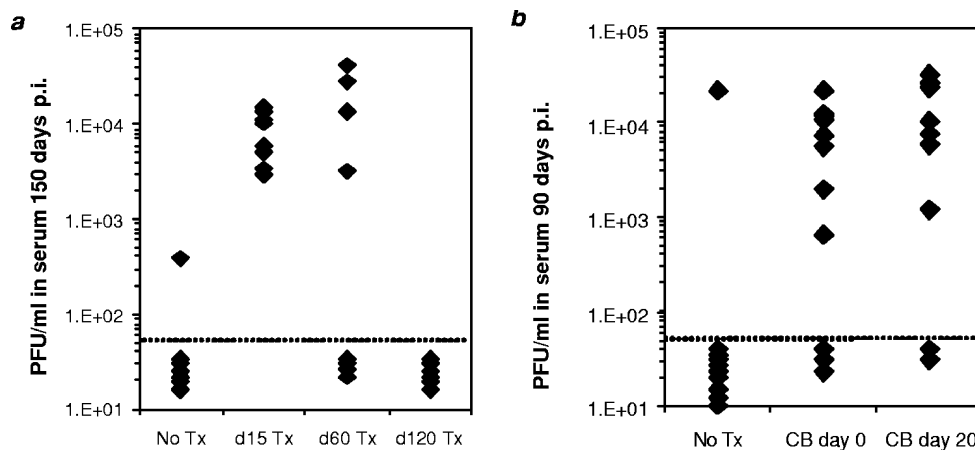 a
PFU/ml in serum 150 days p.i.
1.E+05
1.E+04
1.E+03
1.E+02
1.E+01
No Tx d15 Tx d60 Tx d120 Tx
b
PFU/ml in serum 90 days p.i.
1.E+05
1.E+04
1.E+03
1.E+02
1.E+01
No Tx CB day 0 CB day 20